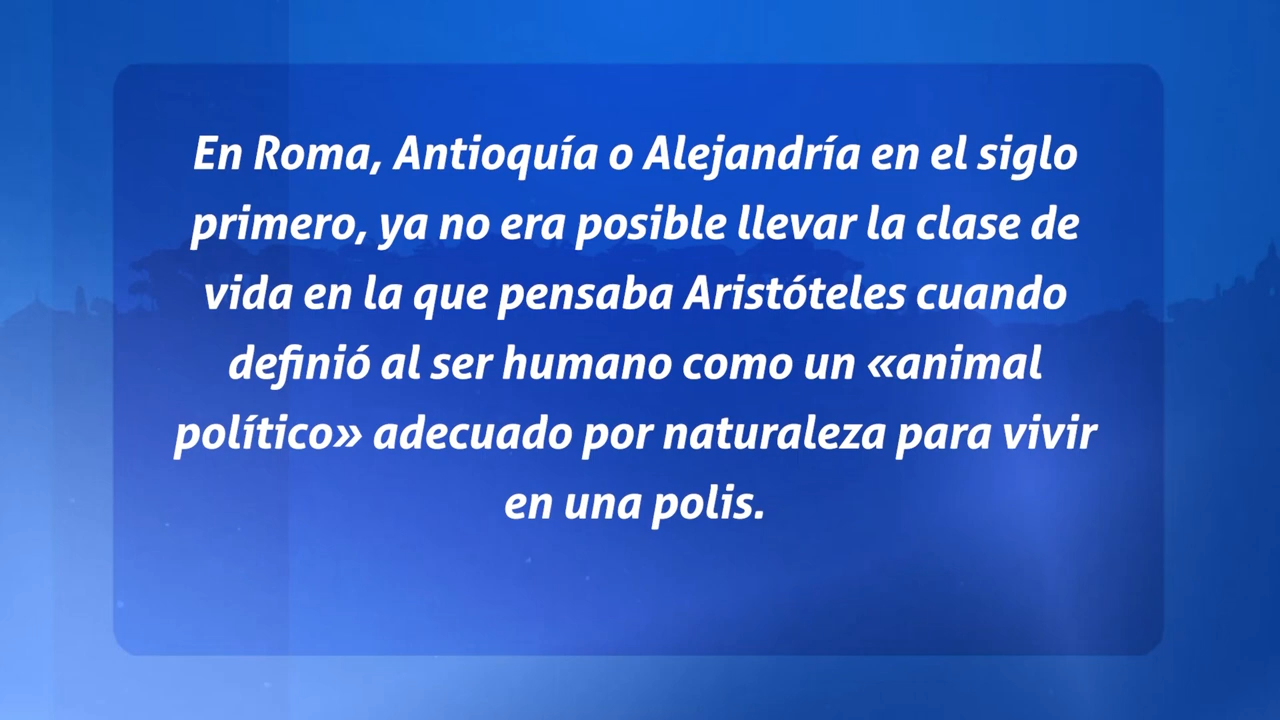 En Roma, Antioquía o Alejandría en el siglo
primero, ya no era posible llevar la clase de
vida en la que pensaba Aristóteles cuando
definió al ser humano como un «animal
político» adecuado por naturaleza para vivir
en una polis.